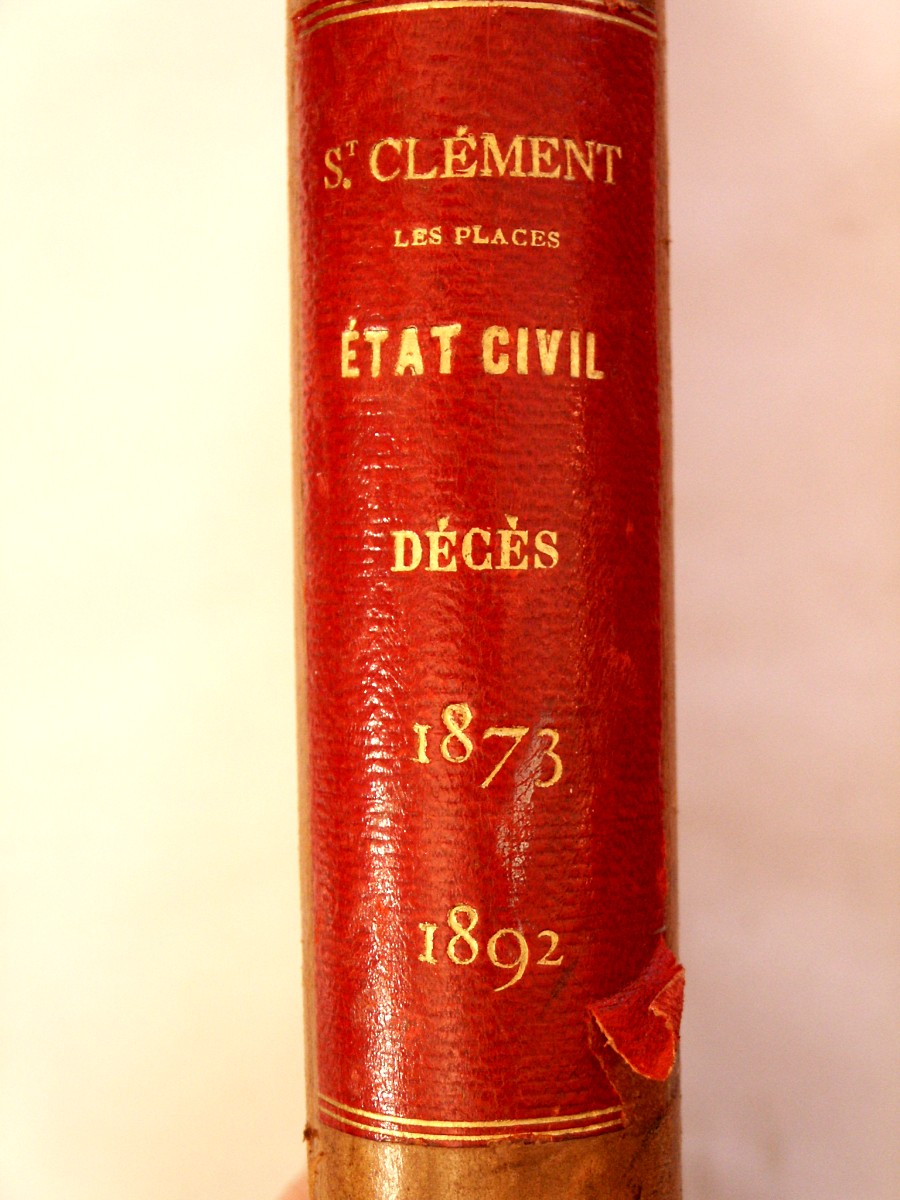 ST. CLÉMENT
LES PLACES
ÉTAT CIVIL
DÉCÈS
1873
1892